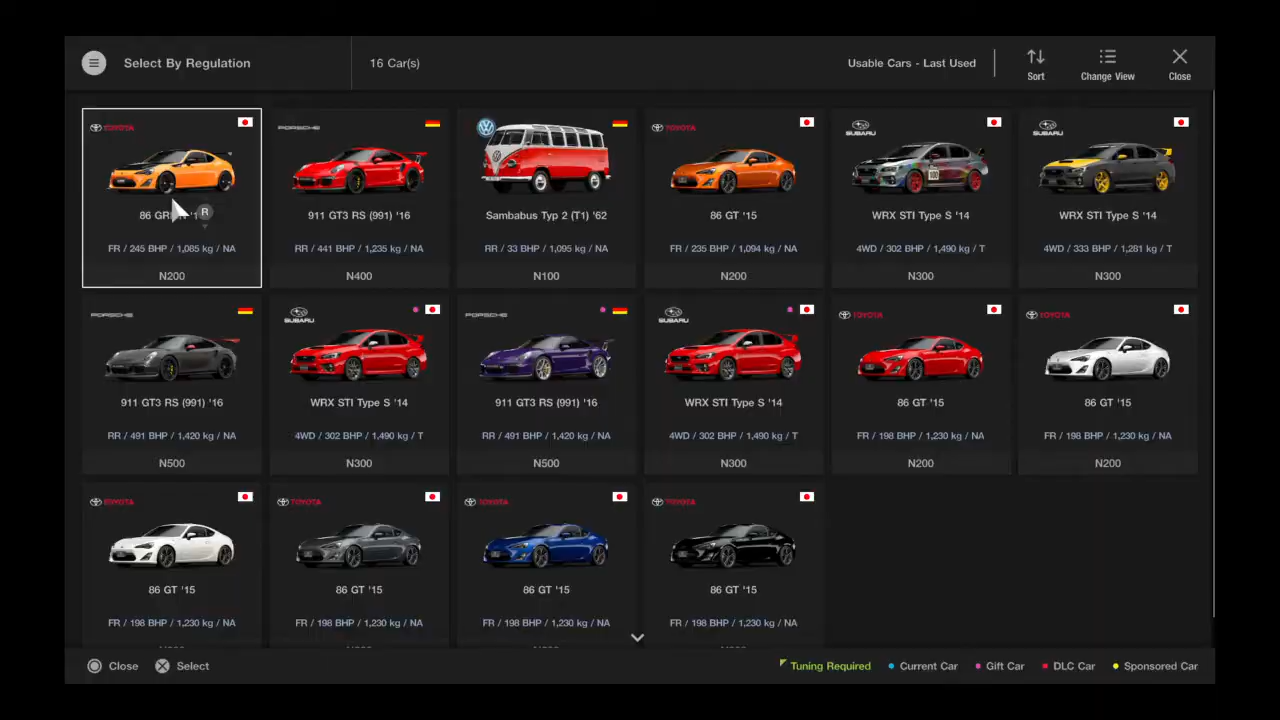 Select By Regulation
16 Car(s)
Usable Cars - Last Used
Sort
Change View
Close
TOYOTA
86 GR
R
FR / 245 BHP / 1,085 kg / NA
N200
PORSCHE
911 GT3 RS (991) '16
RR / 441 BHP / 1,235 kg / NA
N400
Sambabus Typ 2 (T1) '62
RR / 33 BHP / 1,095 kg / NA
N100
TOYOTA
86 GT '15
FR / 235 BHP / 1,094 kg / NA
N200
SUBARU
100
WRX STI Type S '14
4WD / 302 BHP / 1,490 kg / T
N300
SUBARU
WRX STI Type S '14
4WD / 333 BHP / 1,281 kg / T
N300
PORSCHE
911 GT3 RS (991) '16
RR / 491 BHP / 1,420 kg / NA
N500
SUBARU
WRX STI Type S '14
4WD / 302 BHP / 1,490 kg / T
N300
PORSCHE
911 GT3 RS (991) '16
RR / 491 BHP / 1,420 kg / NA
N500
SUBARU
WRX STI Type S '14
4WD / 302 BHP / 1,490 kg / T
N300
TOYOTA
86 GT '15
FR / 198 BHP / 1,230 kg / NA
N200
TOYOTA
86 GT '15
FR / 198 BHP / 1,230 kg / NA
N200
TOYOTA
86 GT '15
FR / 198 BHP / 1,230 kg / NA
TOYOTA
86 GT '15
FR / 198 BHP / 1,230 kg / NA
TOYOTA
86 GT '15
FR / 198 BHP / 1,230 kg / NA
TOYOTA
86 GT '15
FR / 198 BHP / 1,230 kg / NA
Close
Select
Tuning Required
Current Car
Gift Car
DLC Car
Sponsored Car